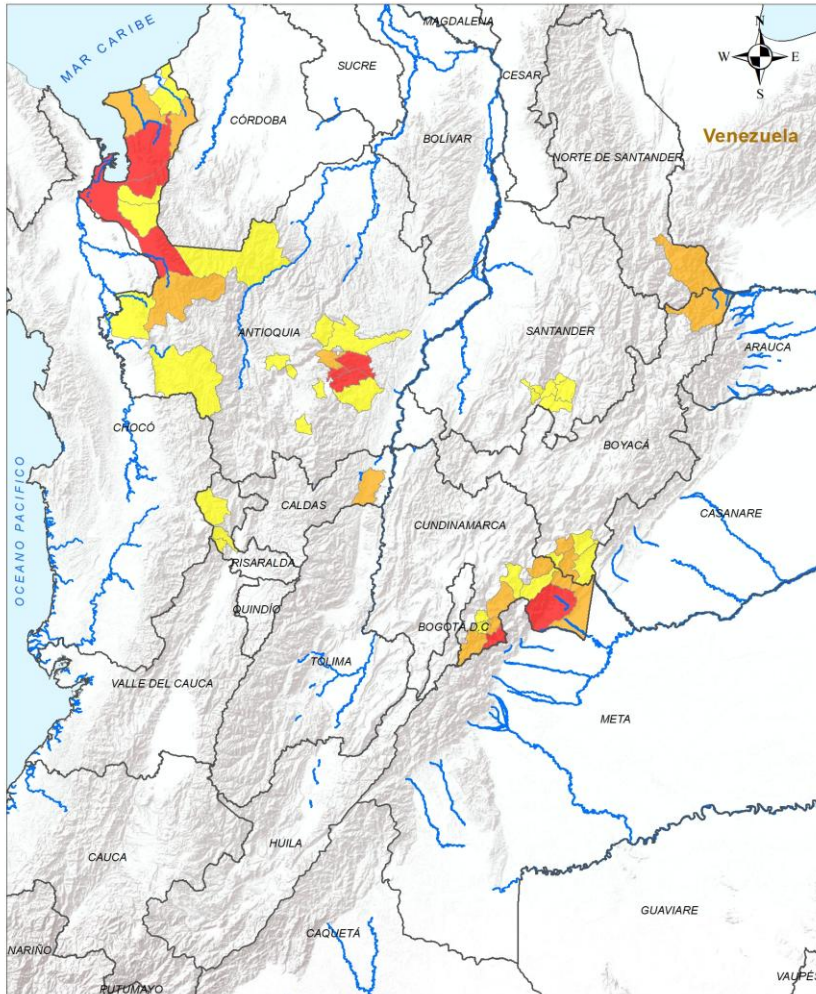 MAGDALENA
N
W E
S
MAR CARIBE
SUCRE
CESAR
CÓRDOBA
BOLÍVAR
Venezuela
NORTE DE SANTANDER
ANTIOQUIA
SANTANDER
ARAUCA
CHOCÓ
BOYACÁ
OCEANO PACIFICO
CALDAS
CUNDINAMARCA
CASANARE
RISARALDA
QUINDÍO
BOGOTÁ, D.C
TOLIMA
VALLE DEL CAUCA
META
HUILA
CAUCA
GUAVIARE
CAQUETÁ
NARIÑO
PUTUMAYO
VAUPÉS